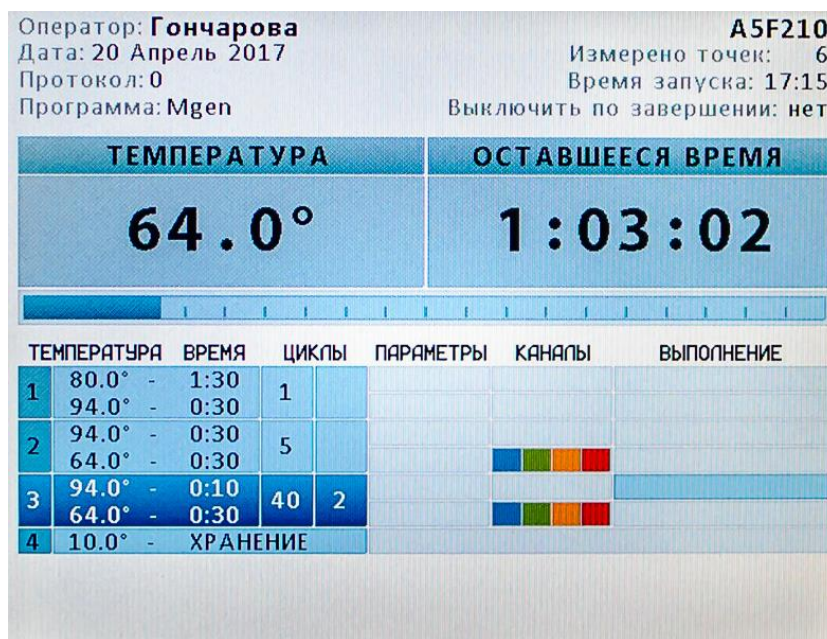 Оператор: Гончарова
A5F210
Дата: 20 Апрель 2017
Измерено точек: 6
Протокол: 0
Время запуска: 17:15
Программа: Mgen
Выключить по завершении: нет
ТЕМПЕРАТУРА ОСТАВШЕЕСЯ ВРЕМЯ
64.0° 1:03:02
ТЕМПЕРАТУРА ВРЕМЯ ЦИКЛЫ ПАРАМЕТРЫ КАНАЛЫ ВЫПОЛНЕНИЕ
1 80.0° - 1:30 1
94.0° - 0:30
2 94.0° - 0:30 5
64.0° - 0:30
3 94.0° - 0:10 40 2
64.0° - 0:30
4 10.0° - ХРАНЕНИЕ